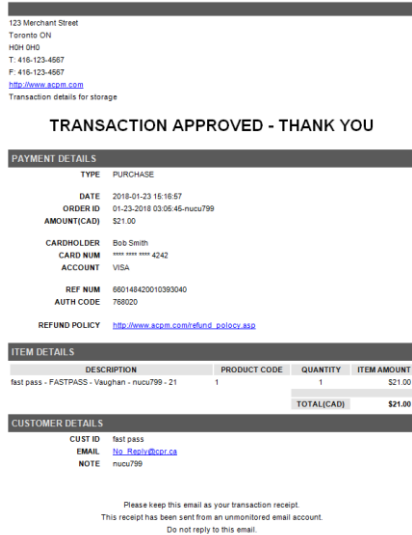 123 Merchant Street
Toronto ON
H0H 0H0
T: 416-123-4567
F: 416-123-4567
http://www.acpm.com
Transaction details for storage
TRANSACTION APPROVED - THANK YOU
PAYMENT DETAILS
TYPE PURCHASE
DATE 2018-01-23 15:16:57
ORDER ID 01-23-2018 03:05:46-nucu799
AMOUNT(CAD) $21.00
CARDHOLDER Bob Smith
CARD NUM **** **** **** 4242
ACCOUNT VISA
REF NUM 660148420010393040
AUTH CODE 768020
REFUND POLICY http://www.acpm.com/refund_polocy.asp
ITEM DETAILS
DESCRIPTION PRODUCT CODE QUANTITY ITEM AMOUNT
fast pass - FASTPASS - Vaughan - nucu799 - 21 1 1 $21.00
TOTAL(CAD) $21.00
CUSTOMER DETAILS
CUST ID fast pass
EMAIL No_Reply@cpr.ca
NOTE nucu799
Please keep this email as your transaction receipt.
This receipt has been sent from an unmonitored email account.
Do not reply to this email.